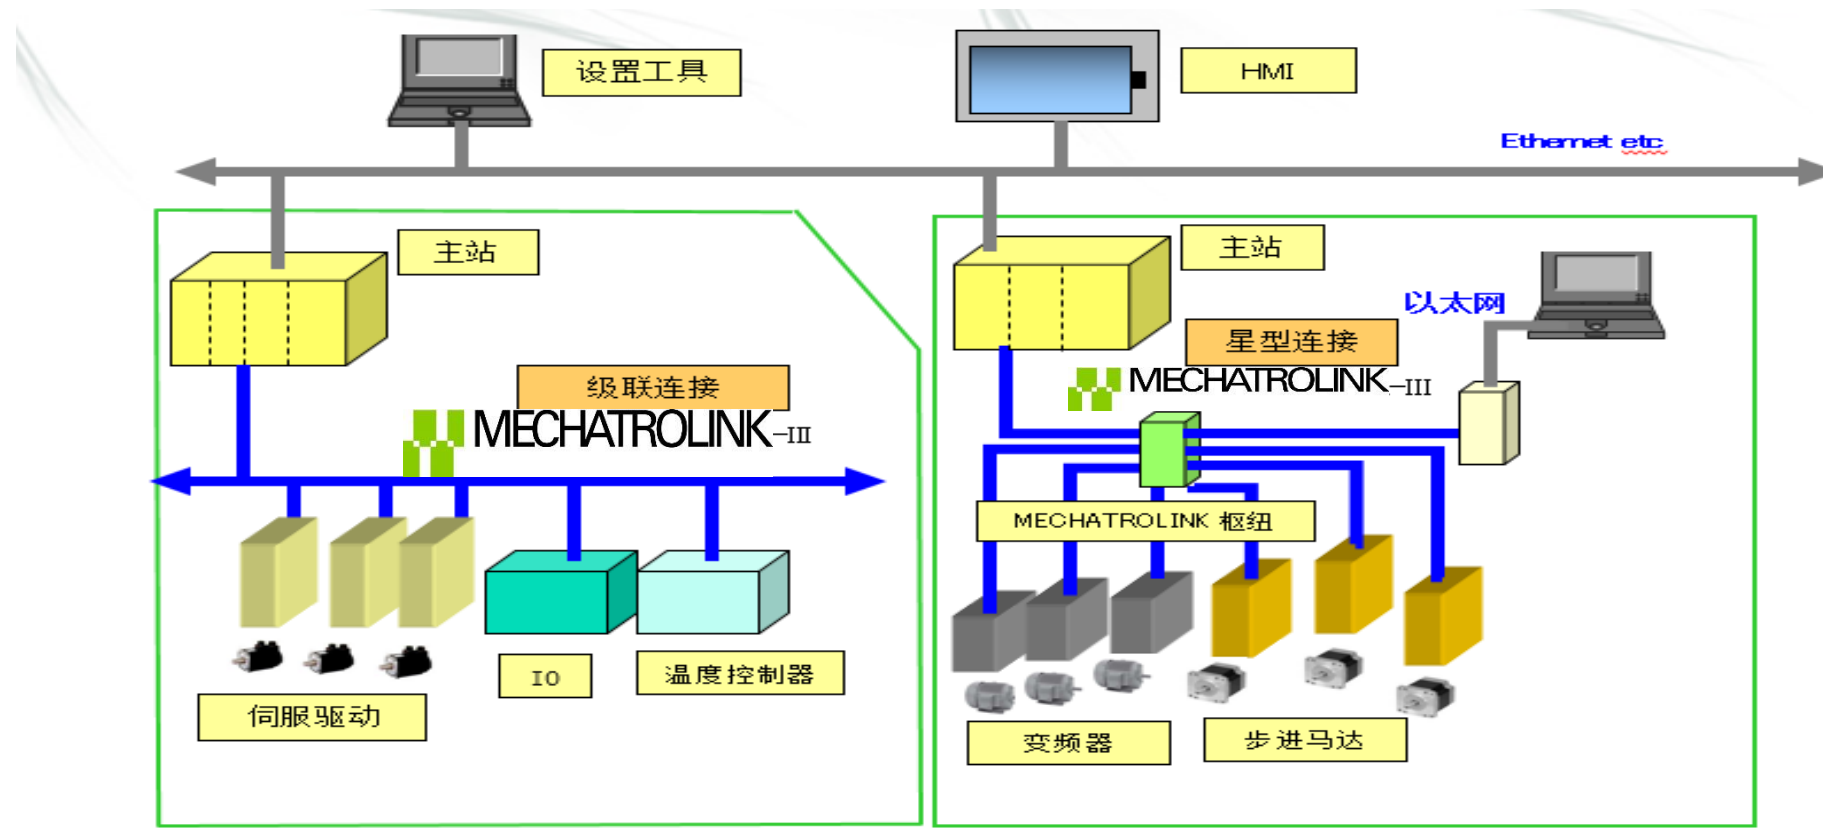 设置工具
HMI
Ethernet etc
主站
主站
以太网
星型连接
MECHATROLINK-III
级联连接
MECHATROLINK-III
MECHATROLINK 枢纽
IO
温度控制器
伺服驱动
变频器
步进马达